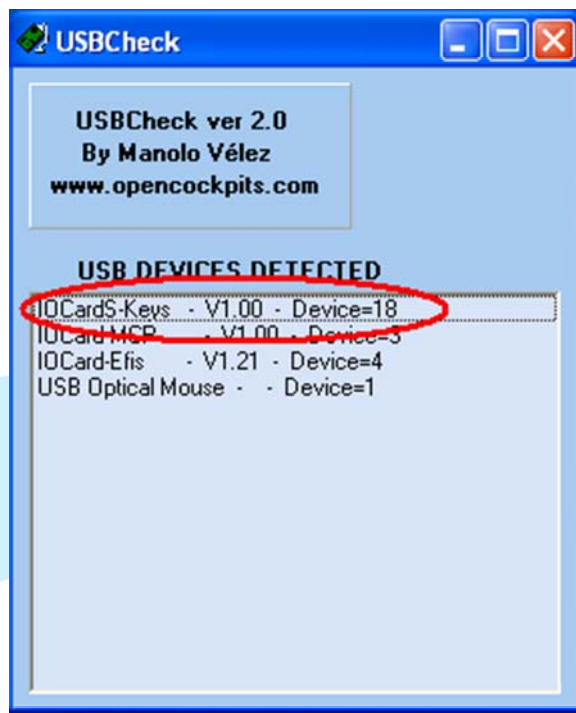 USBCheck
USBCheck ver 2.0
By Manolo Vélez
www.opencockpits.com
USB DEVICES DETECTED
IOCardS-Keys - V1.00 - Device=18
IOCard-MCP - V1.00 - Device=3
IOCard-Efis - V1.21 - Device=4
USB Optical Mouse - - Device=1